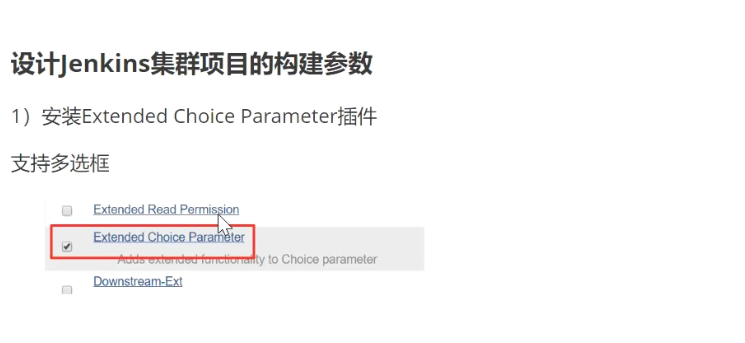 设计Jenkins集群项目的构建参数
1）安装Extended Choice Parameter插件
支持多选框
Extended Read Permission
Extended Choice Parameter
Adds extended functionality to Choice parameter
Downstream-Ext